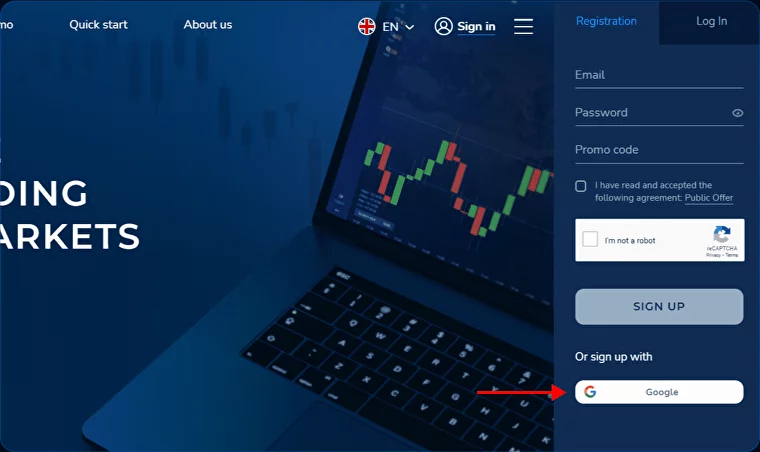 mo
Quick start
About us
EN
Sign in
DING
ARKETS
Registration
Log In
Email
Password
Promo code
I have read and accepted the
following agreement: Public Offer
I'm not a robot
reCAPTCHA
Privacy - Terms
SIGN UP
Or sign up with
Google